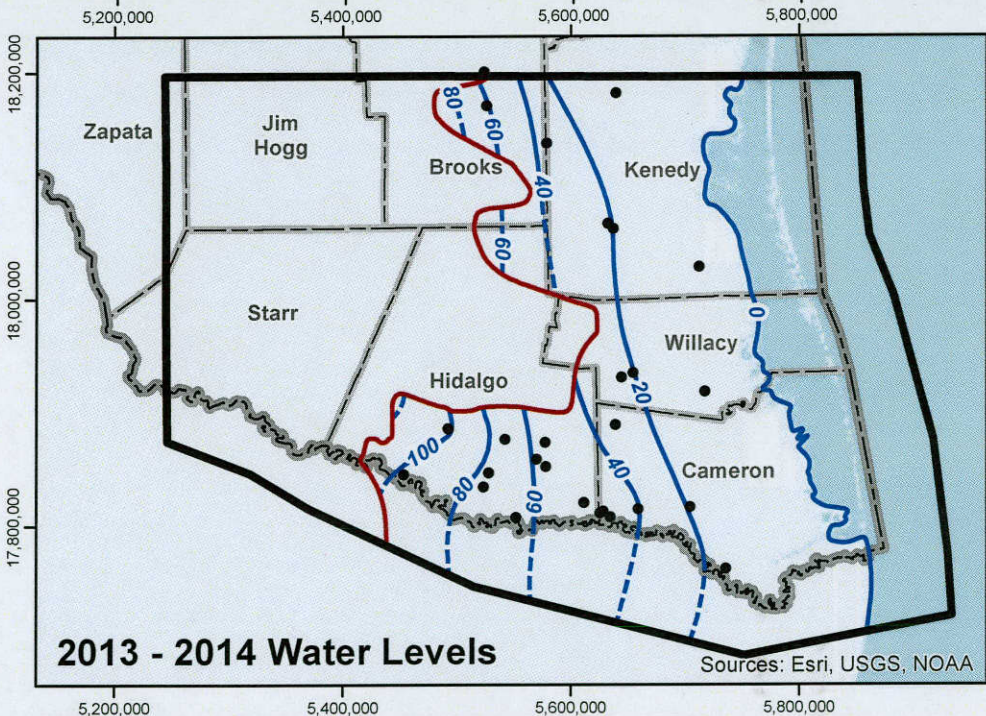 5,200,000 5,400,000 5,600,000 5,800,000
18,200,000
18,000,000
17,800,000
Zapata
Jim
Hogg
Brooks
Kenedy
80
60
40
60
0
Starr
Willacy
Hidalgo
20
100
80
60
40
Cameron
2013 - 2014 Water Levels
Sources: Esri, USGS, NOAA
5,200,000 5,400,000 5,600,000 5,800,000